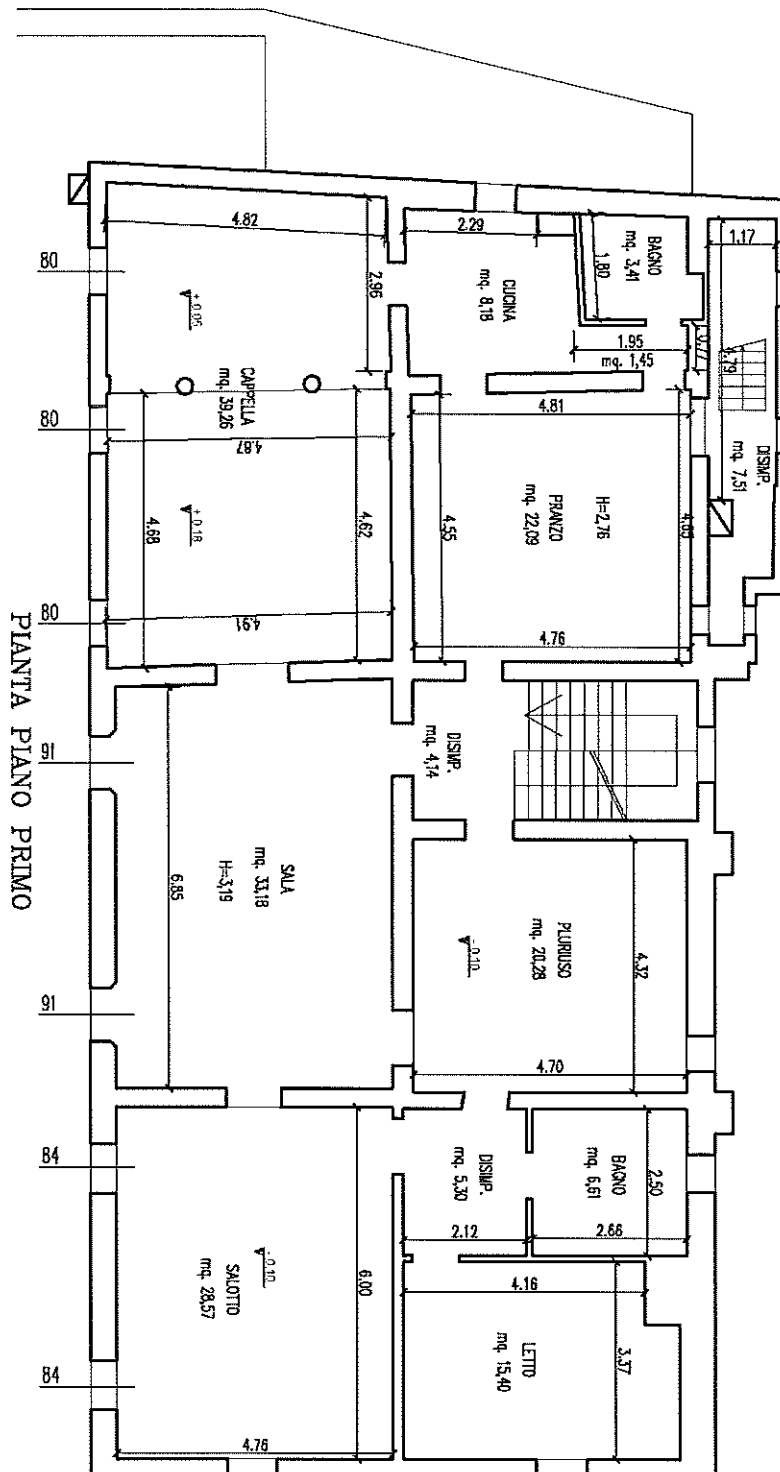 PIANTA PIANO PRIMO
CAPPELLA
mq. 39,26
4.82
2.96
+ 0.05
4.87
4.68
4.62
+ 0.18
4.91
80
80
80
CUCINA
mq. 8,18
2.29
BAGNO
mq. 3,41
1.80
1.95
mq. 1,45
0.77
DISIMP.
mq. 7,51
1.17
4.79
PRANZO
mq. 22,09
H=2,76
4.81
4.55
4.76
DISIMP.
mq. 4,14
SALA
mq. 33,18
H=3,19
6.85
91
91
PLURIUSO
mq. 20,28
- 0.10
4.32
4.70
DISIMP.
mq. 5,30
2.12
BAGNO
mq. 6,61
2.50
2.66
SALOTTO
mq. 28,57
- 0.10
6.00
4.76
84
84
LETTO
mq. 15,40
4.16
3.37